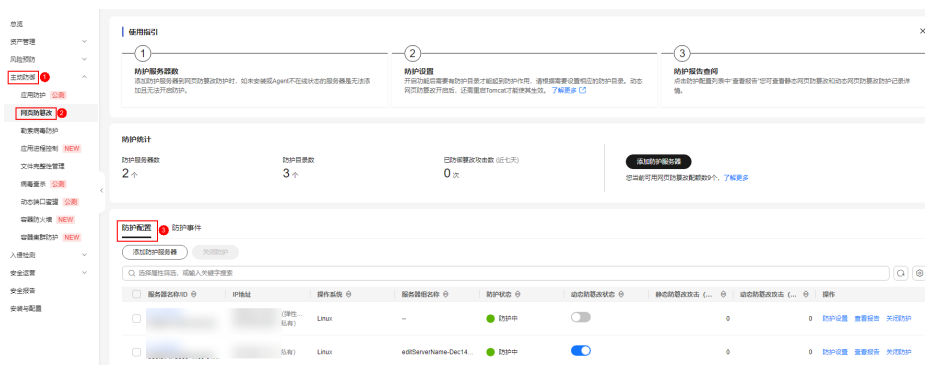 总览
资产管理
风险预防
主动防御 1
应用防护 公测
网页防篡改 2
勒索病毒防护
应用进程控制 NEW
文件完整性管理
病毒查杀 公测
动态端口蜜罐 公测
容器防火墙 NEW
容器集群防护 NEW
入侵检测
安全运营
安全报告
安装与配置
使用指引
1
防护服务器数
添加防护服务器到网页防篡改防护时，如未安装或Agent不在线状态的服务器是无法添
加且无法开启防护。
2
防护设置
开启功能后需要有防护目录才能起到防护作用，请根据需要设置相应的防护目录。动态
网页防篡改开启后，还需重启Tomcat才能使其生效。 了解更多
3
防护报告查阅
点击防护配置列表中“查看报告”您可查看静态网页防篡改和动态网页防篡改防护记录详
情。
防护统计
防护服务器数
2 个
防护目录数
3 个
已防御篡改攻击数 (近七天)
0 次
添加防护服务器
您当前可用网页防篡改配额数9个，了解更多
防护配置 3 防护事件
添加防护服务器 关闭防护
选择属性筛选，或输入关键字搜索
服务器名称/ID IP地址 操作系统 服务器组名称 防护状态 动态防篡改状态 静态防篡改攻击 (... 动态防篡改攻击 (... 操作
(弹性...
私有) Linux -- 防护中 0 0 防护设置 查看报告 关闭防护
私有) Linux editServerName-Dec14... 防护中 0 0 防护设置 查看报告 关闭防护